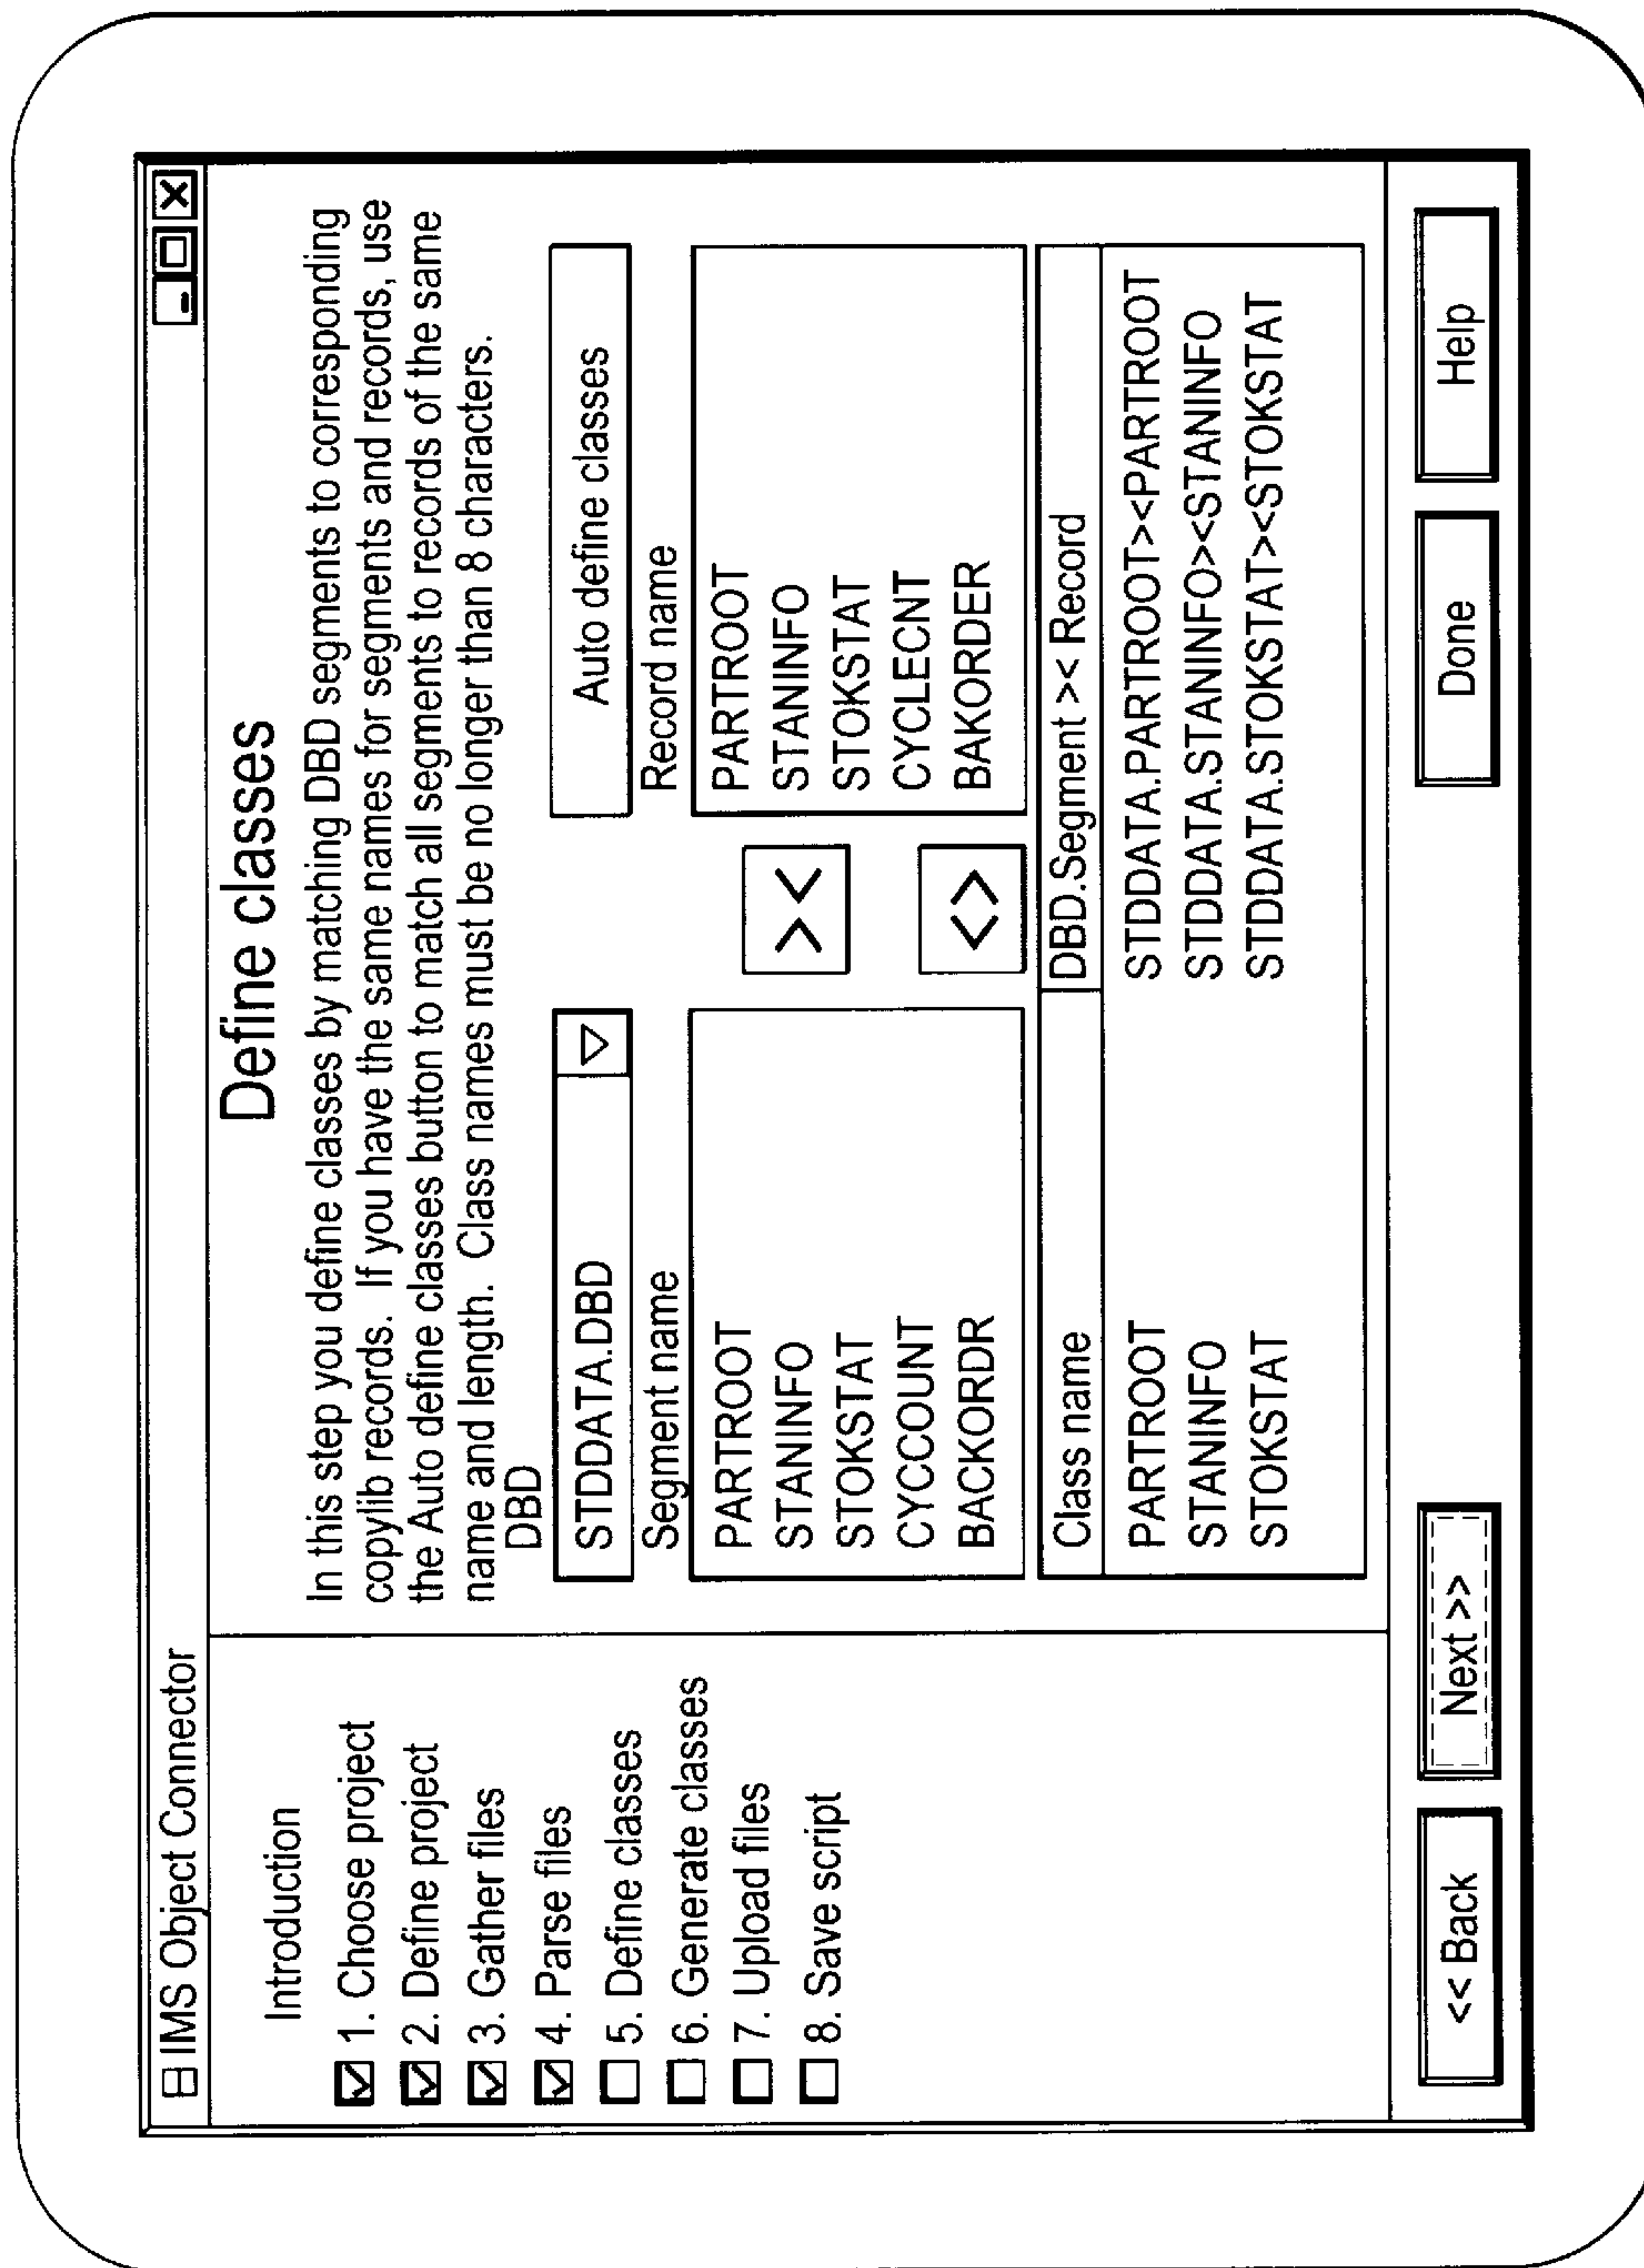 IMS Object Connector
Introduction
1. Choose project
2. Define project
3. Gather files
4. Parse files
5. Define classes
6. Generate classes
7. Upload files
8. Save script
Define classes
In this step you define classes by matching DBD segments to corresponding
copylib records. If you have the same names for segments and records, use
the Auto define classes button to match all segments to records of the same
name and length. Class names must be no longer than 8 characters.
DBD
STDDATA.DBD
Auto define classes
Segment name
PARTROOT
STANINFO
STOKSTAT
CYCCOUNT
BACKORDR
><
<>
Record name
PARTROOT
STANINFO
STOKSTAT
CYCLECNT
BAKORDER
Class name DBD.Segment >< Record
PARTROOT STDDATA.PARTROOT><PARTROOT
STANINFO STDDATA.STANINFO><STANINFO
STOKSTAT STDDATA.STOKSTAT><STOKSTAT
<< Back Next >> Done Help